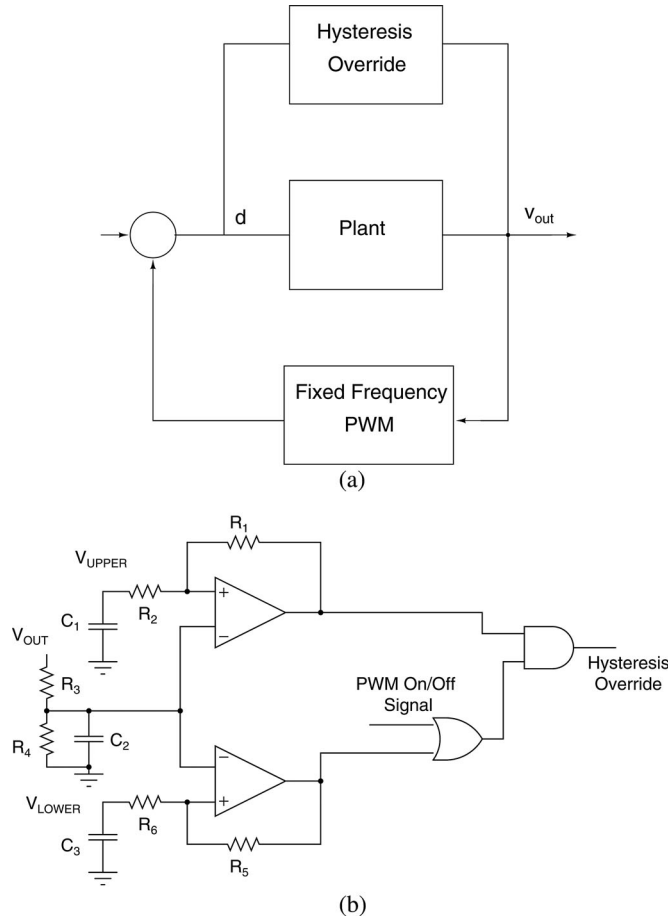 Hysteresis
Override
d
Plant
v_out
Fixed Frequency
PWM
(a)
R_1
V_UPPER
R_2
C_1
V_OUT
R_3
R_4
C_2
PWM On/Off
Signal
Hysteresis
Override
V_LOWER
R_6
C_3
R_5
(b)
+
−
−
+